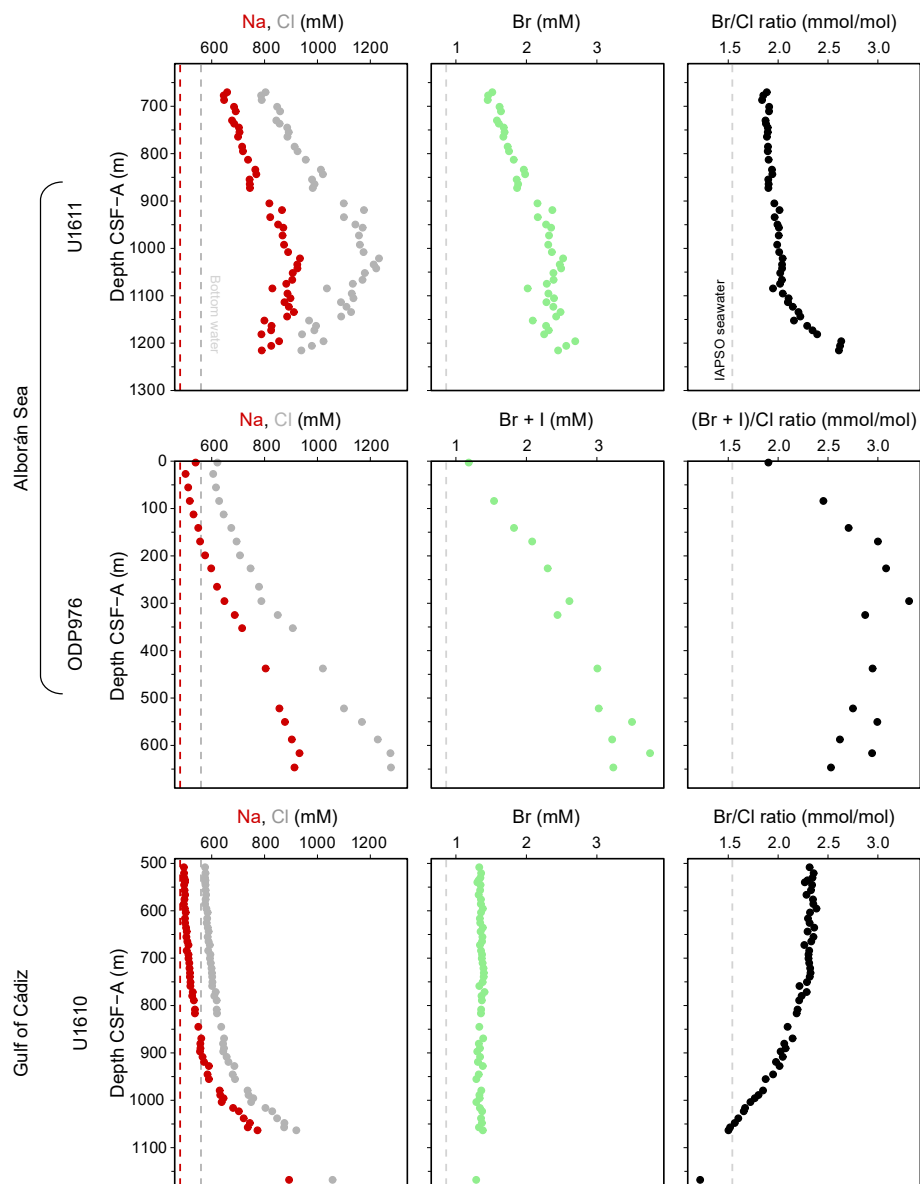 Na, Cl (mM)
Br (mM)
Br/Cl ratio (mmol/mol)
600 800 1000 1200
1 2 3
1.5 2.0 2.5 3.0
700
800
900
1000
1100
1200
1300
Depth CSF−A (m)
U1611
Bottom water
IAPSO seawater
Alborán Sea
Na, Cl (mM)
Br + I (mM)
(Br + I)/Cl ratio (mmol/mol)
600 800 1000 1200
1 2 3
1.5 2.0 2.5 3.0
0
100
200
300
400
500
600
Depth CSF−A (m)
ODP976
Na, Cl (mM)
Br (mM)
Br/Cl ratio (mmol/mol)
600 800 1000 1200
1 2 3
1.5 2.0 2.5 3.0
500
600
700
800
900
1000
1100
Depth CSF−A (m)
U1610
Gulf of Cádiz